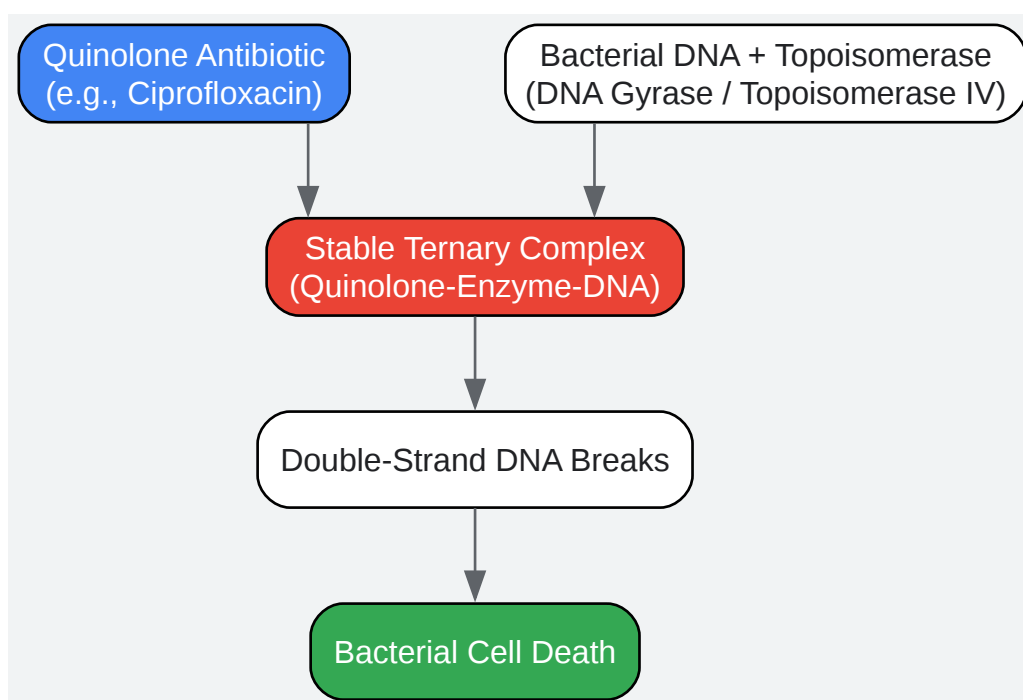 Quinolone Antibiotic
(e.g., Ciprofloxacin)
Bacterial DNA + Topoisomerase
(DNA Gyrase / Topoisomerase IV)
Stable Ternary Complex
(Quinolone-Enzyme-DNA)
Double-Strand DNA Breaks
Bacterial Cell Death